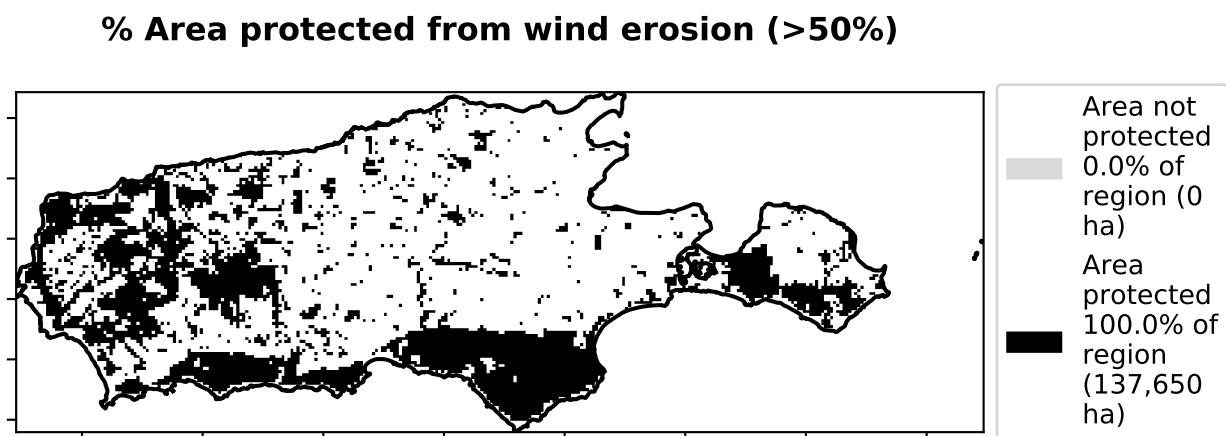 % Area protected from wind erosion (>50%)
Area not
protected
0.0% of
region (0
ha)
Area
protected
100.0% of
region
(137,650
ha)